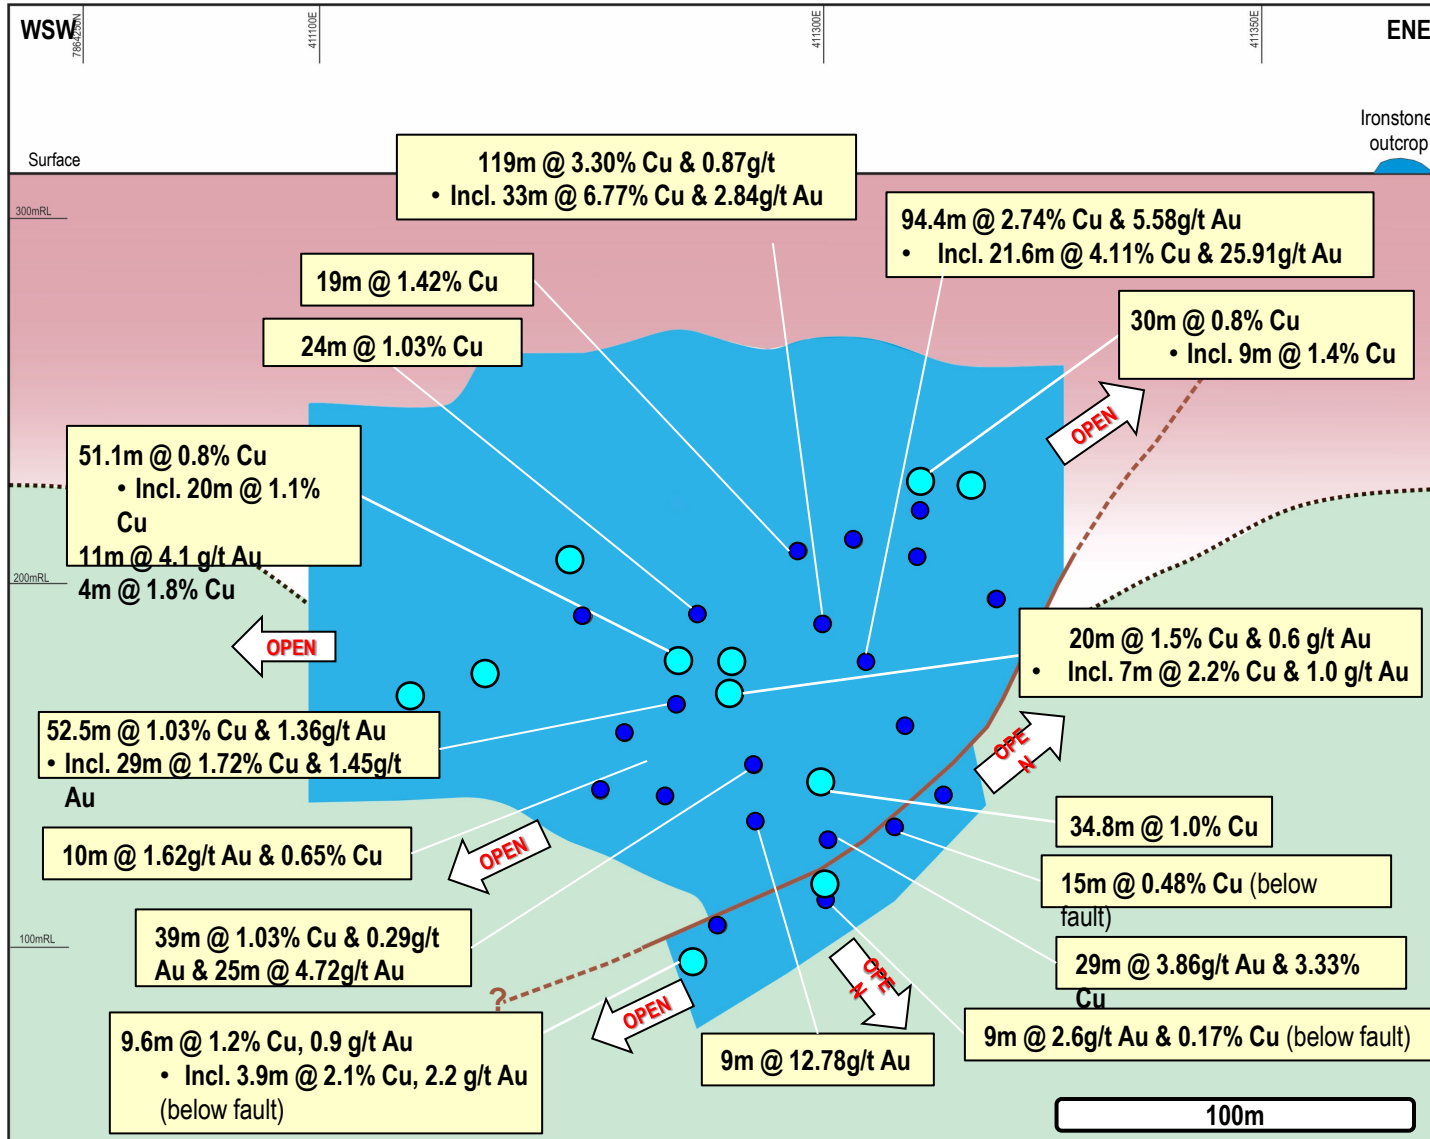 WSW
7864250N
411100E
411300E
411350E
ENE
Ironstone
outcrop
Surface
300mRL
119m @ 3.30% Cu & 0.87g/t
• Incl. 33m @ 6.77% Cu & 2.84g/t Au
94.4m @ 2.74% Cu & 5.58g/t Au
• Incl. 21.6m @ 4.11% Cu & 25.91g/t Au
19m @ 1.42% Cu
30m @ 0.8% Cu
• Incl. 9m @ 1.4% Cu
24m @ 1.03% Cu
OPEN
51.1m @ 0.8% Cu
• Incl. 20m @ 1.1%
Cu
11m @ 4.1 g/t Au
4m @ 1.8% Cu
200mRL
OPEN
20m @ 1.5% Cu & 0.6 g/t Au
• Incl. 7m @ 2.2% Cu & 1.0 g/t Au
52.5m @ 1.03% Cu & 1.36g/t Au
• Incl. 29m @ 1.72% Cu & 1.45g/t
Au
OPE
N
34.8m @ 1.0% Cu
10m @ 1.62g/t Au & 0.65% Cu
OPEN
15m @ 0.48% Cu (below
fault)
39m @ 1.03% Cu & 0.29g/t
Au & 25m @ 4.72g/t Au
100mRL
29m @ 3.86g/t Au & 3.33%
Cu
OPE
N
?
OPEN
9.6m @ 1.2% Cu, 0.9 g/t Au
• Incl. 3.9m @ 2.1% Cu, 2.2 g/t Au
(below fault)
9m @ 12.78g/t Au
9m @ 2.6g/t Au & 0.17% Cu (below fault)
100m